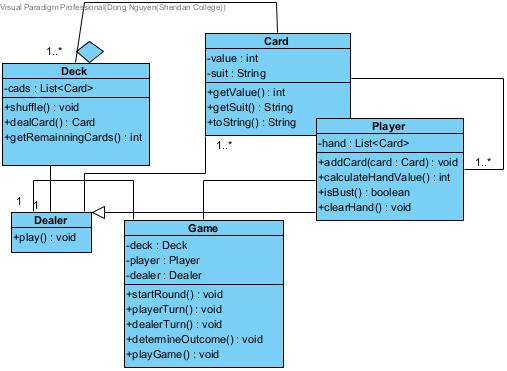 Visual Paradigm Professional(Dong Nguyen(Sheridan College))
1..*
Deck
-cads : List<Card>
+shuffle() : void
+dealCard() : Card
+getRemainningCards() : int
Card
-value : int
-suit : String
+getValue() : int
+getSuit() : String
+toString() : String
1..*
Player
-hand : List<Card>
+addCard(card : Card) : void
+calculateHandValue() : int
+isBust() : boolean
+clearHand() : void
1..*
1
1
Dealer
+play() : void
Game
-deck : Deck
-player : Player
-dealer : Dealer
+startRound() : void
+playerTurn() : void
+dealerTurn() : void
+determineOutcome() : void
+playGame() : void